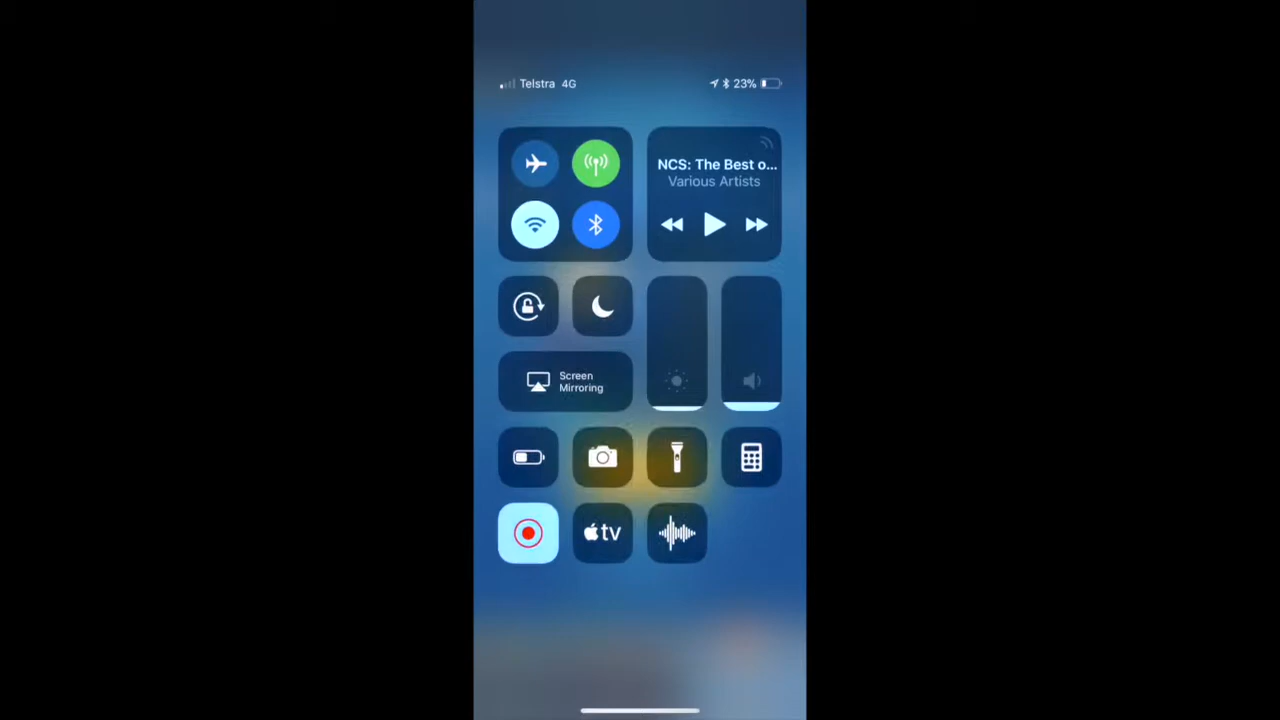 Telstra 4G
23%
NCS: The Best o...
Various Artists
Screen
Mirroring
tv